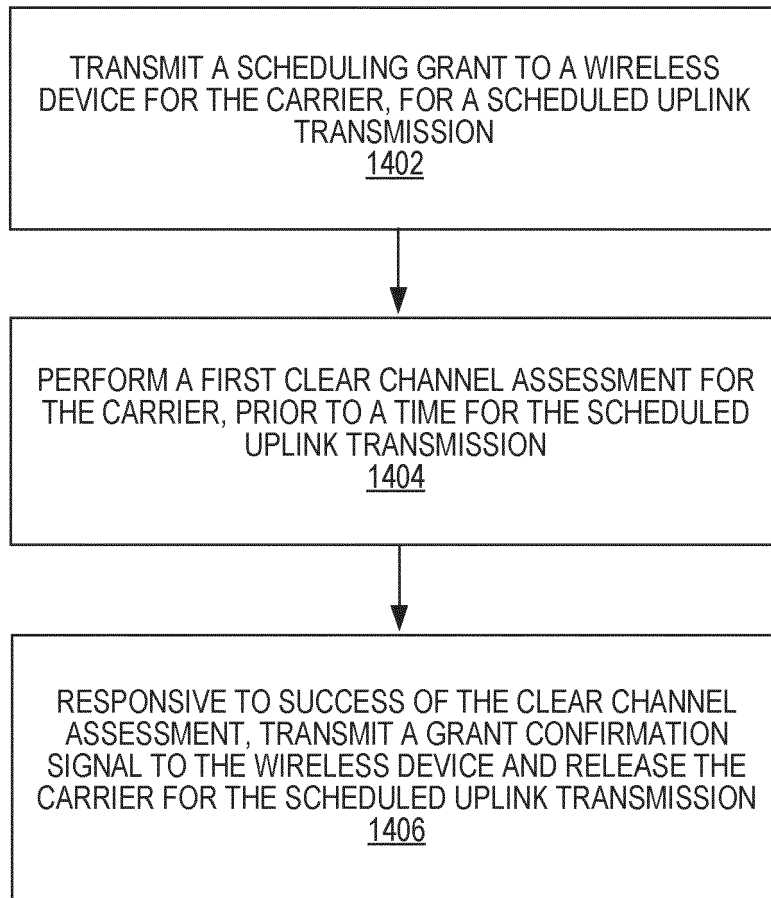 TRANSMIT A SCHEDULING GRANT TO A WIRELESS
DEVICE FOR THE CARRIER, FOR A SCHEDULED UPLINK
TRANSMISSION
1402
PERFORM A FIRST CLEAR CHANNEL ASSESSMENT FOR
THE CARRIER, PRIOR TO A TIME FOR THE SCHEDULED
UPLINK TRANSMISSION
1404
RESPONSIVE TO SUCCESS OF THE CLEAR CHANNEL
ASSESSMENT, TRANSMIT A GRANT CONFIRMATION
SIGNAL TO THE WIRELESS DEVICE AND RELEASE THE
CARRIER FOR THE SCHEDULED UPLINK TRANSMISSION
1406